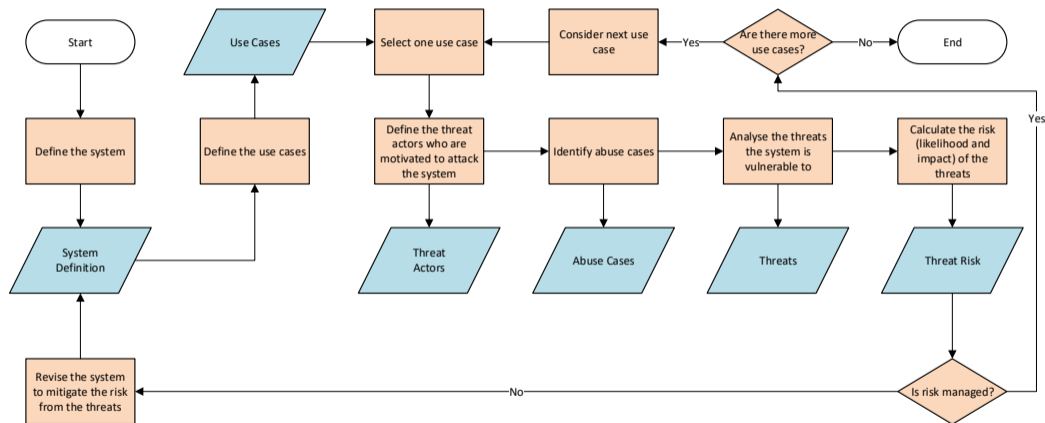 Start
Use Cases
Select one use case
Consider next use
case
Yes
Are there more
use cases?
No
End
Define the system
Define the use cases
Define the threat
actors who are
motivated to attack
the system
Identify abuse cases
Analyse the threats
the system is
vulnerable to
Calculate the risk
(likelihood and
impact) of the
threats
Yes
System
Definition
Threat
Actors
Abuse Cases
Threats
Threat Risk
Revise the system
to mitigate the risk
from the threats
No
Is risk managed?